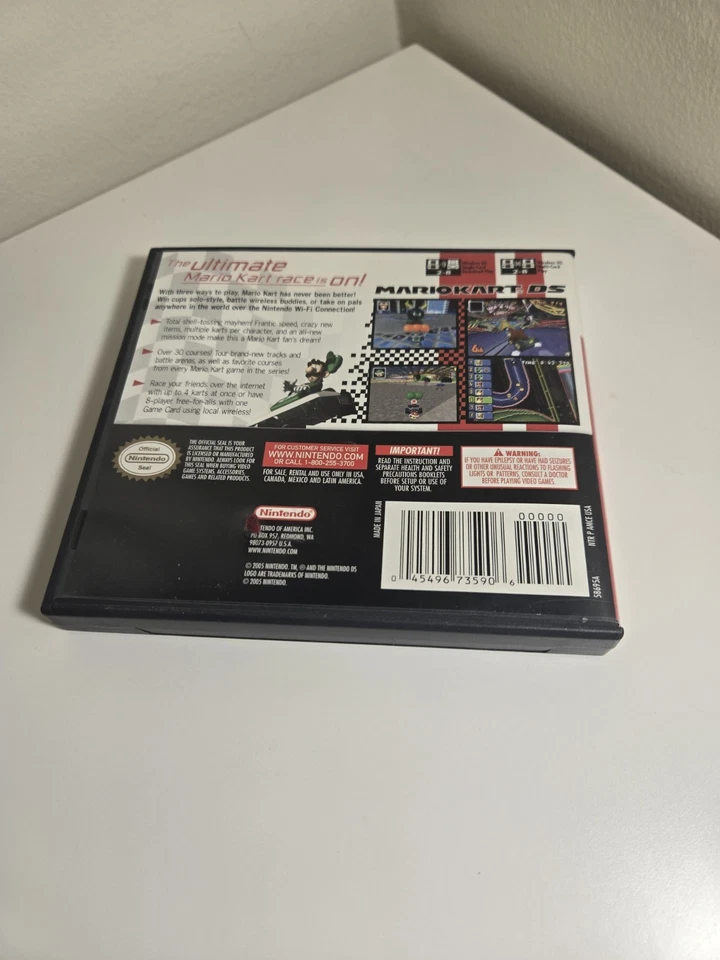 The ultimate
Mario Kart race is on!
With three ways to play, Mario Kart has never been better!
Win cups solo-style, battle wireless buddies, or take on pals
anywhere in the world over the Nintendo Wi-Fi Connection!
Total shell-tossing mayhem! Frantic speed, crazy new
items, multiple karts per character, and an all-new
mission mode make this a Mario Kart fan's dream!
Over 30 courses! Tour brand-new tracks and
battle arenas, as well as favorite courses
from every Mario Kart game in the series!
Race your friends over the internet
with up to 4 karts at once or have
8-player free-for-alls with one
Game Card using local wireless!
2-8
2-8
MARIOKART DS
Official
Nintendo
Seal
THE OFFICIAL SEAL IS YOUR
ASSURANCE THAT THIS PRODUCT
IS LICENSED OR MANUFACTURED
BY NINTENDO. ALWAYS LOOK FOR
THIS SEAL WHEN BUYING VIDEO
GAME SYSTEMS, ACCESSORIES,
GAMES AND RELATED PRODUCTS.
FOR CUSTOMER SERVICE VISIT
WWW.NINTENDO.COM
OR CALL 1-800-255-3700
FOR SALE, RENTAL AND USE ONLY IN USA,
CANADA, MEXICO AND LATIN AMERICA.
IMPORTANT!
READ THE INSTRUCTION AND
SEPARATE HEALTH AND SAFETY
PRECAUTIONS BOOKLETS
BEFORE SETUP OR USE OF
YOUR SYSTEM.
WARNING:
IF YOU HAVE EPILEPSY OR HAVE HAD SEIZURES
OR OTHER UNUSUAL REACTIONS TO FLASHING
LIGHTS OR PATTERNS, CONSULT A DOCTOR
BEFORE PLAYING VIDEO GAMES.
Nintendo
TENDO OF AMERICA INC.
PO BOX 957, REDMOND, WA
98073-0957 U.S.A.
WWW.NINTENDO.COM
© 2005 NINTENDO. TM, ® AND THE NINTENDO DS
LOGO ARE TRADEMARKS OF NINTENDO.
© 2005 NINTENDO.
MADE IN JAPAN
00000
0 45496 73590 6
NTR P AMCE USA
58695A